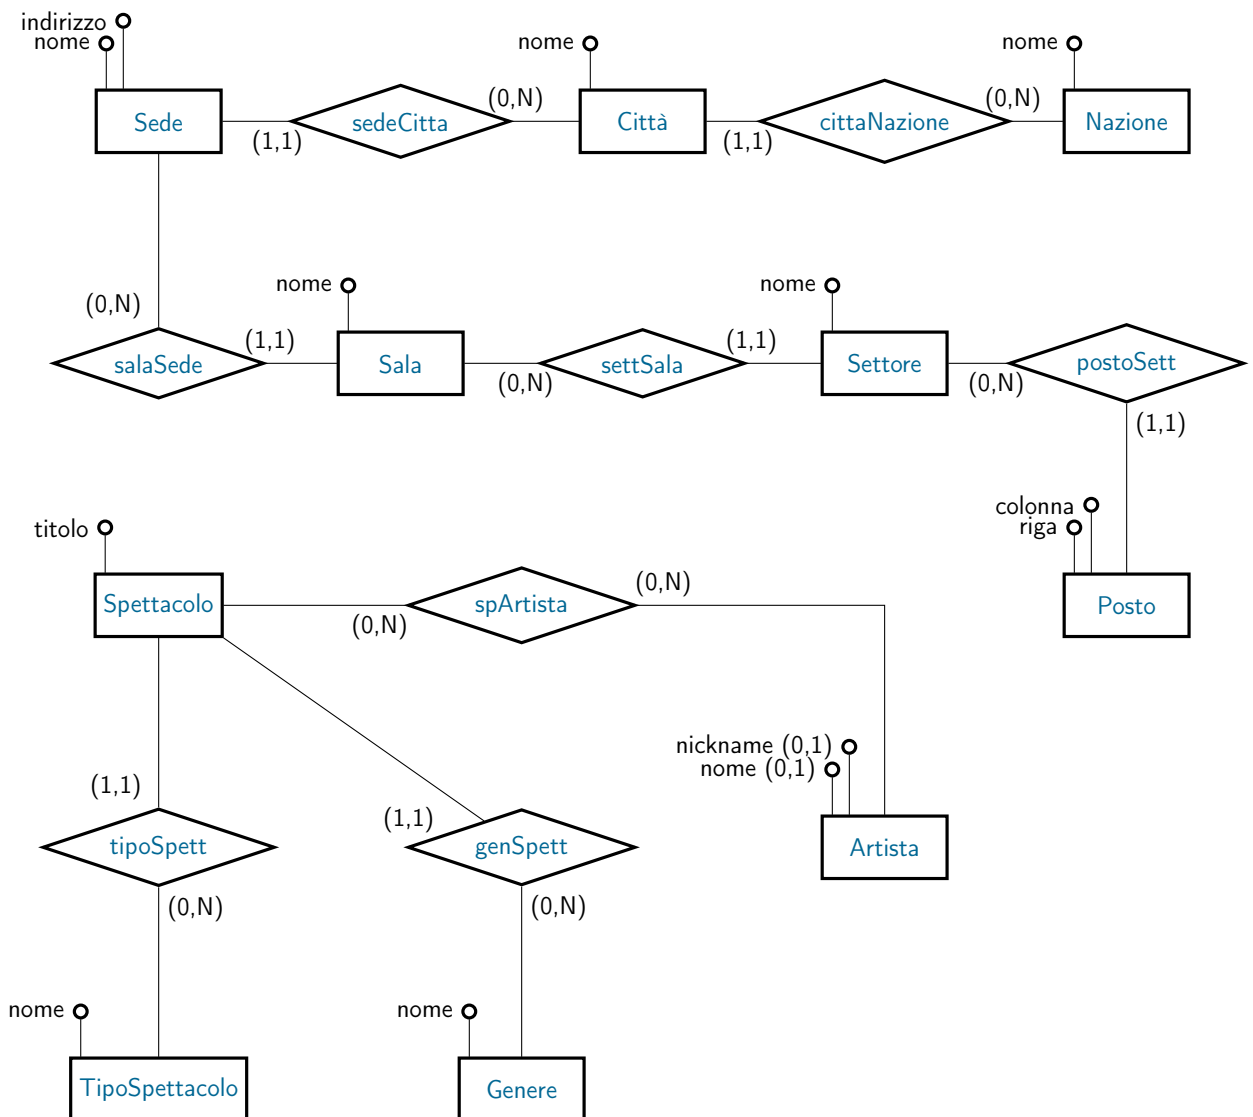 indirizzo
nome
nome
nome
Sede
(1,1)
sedeCitta
(0,N)
Città
(1,1)
cittaNazione
(0,N)
Nazione
(0,N)
nome
nome
salaSede
(1,1)
Sala
(0,N)
settSala
(1,1)
Settore
(0,N)
postoSett
(1,1)
colonna
riga
titolo
Spettacolo
(0,N)
spArtista
(0,N)
Posto
nickname (0,1)
nome (0,1)
(1,1)
(1,1)
tipoSpett
genSpett
Artista
(0,N)
(0,N)
nome
nome
TipoSpettacolo
Genere